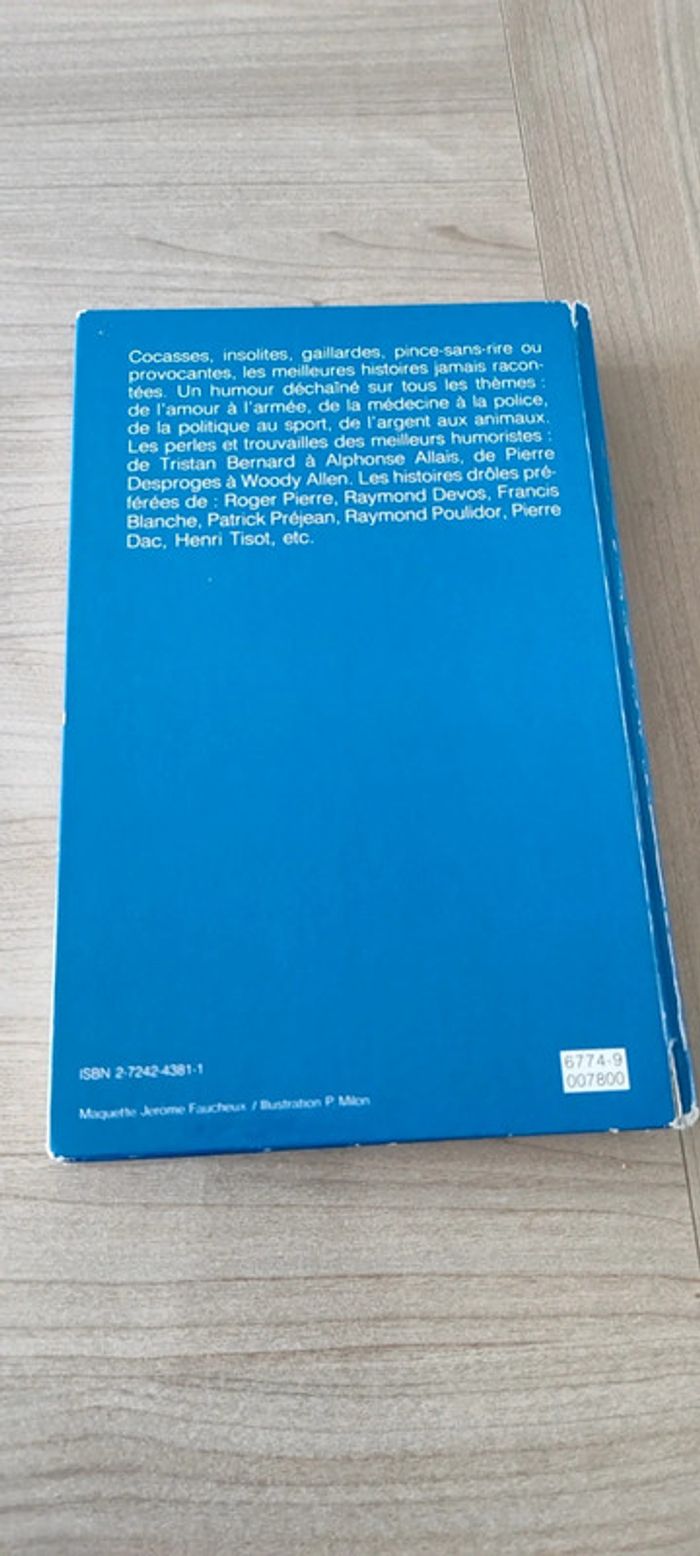 Cocasses, insolites, gaillardes, pince-sans-rire ou
provocantes, les meilleures histoires jamais racon-
tées. Un humour déchaîné sur tous les thèmes :
de l'amour à l'armée, de la médecine à la police,
de la politique au sport, de l'argent aux animaux.
Les perles et trouvailles des meilleurs humoristes :
de Tristan Bernard à Alphonse Allais, de Pierre
Desproges à Woody Allen. Les histoires drôles pré-
férées de : Roger Pierre, Raymond Devos, Francis
Blanche, Patrick Préjean, Raymond Poulidor, Pierre
Dac, Henri Tisot, etc.
ISBN 2-7242-4381-1
6774-9
007800
Maquette Jerome Faucheux / Illustration P. Milon